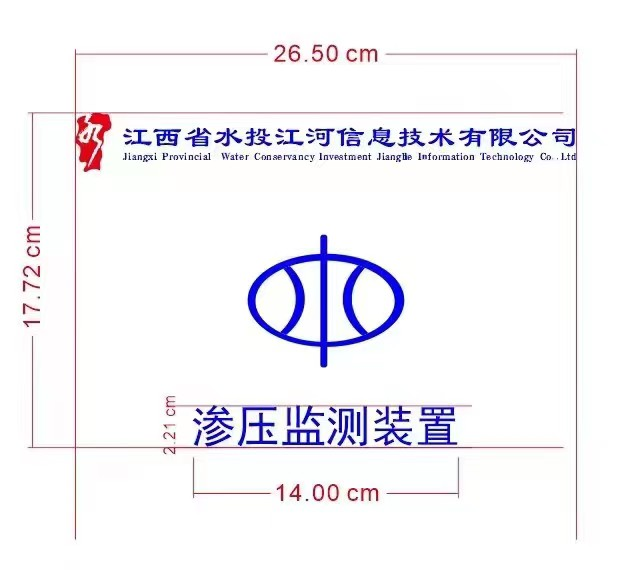 26.50 cm
江西省水投江河信息技术有限公司
Jiangxi Provincial Water Conservancy Investment JiangHe Information Technology Co., Ltd
17.72 cm
2.21 cm
渗压监测装置
14.00 cm